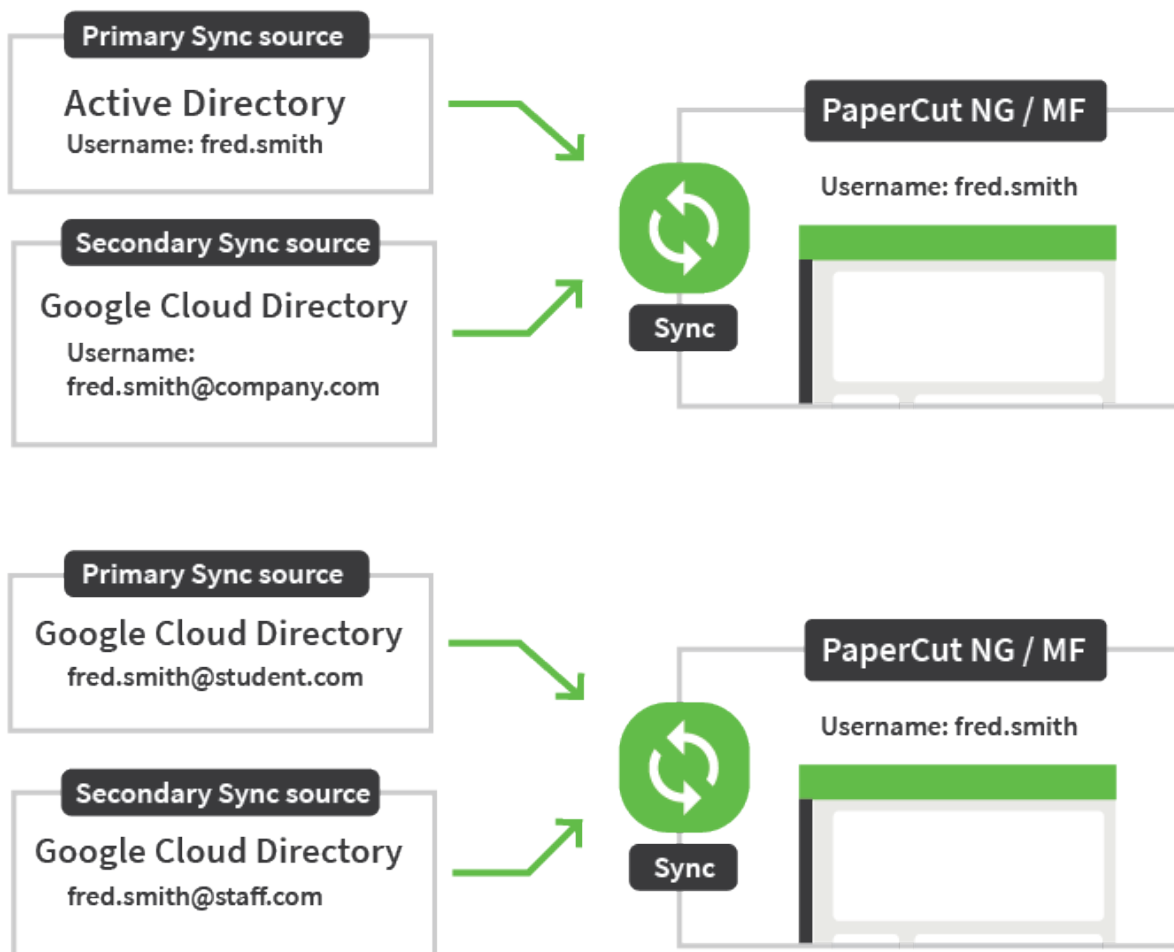 Primary Sync source
Active Directory
Username: fred.smith
Secondary Sync source
Google Cloud Directory
Username:
fred.smith@company.com
PaperCut NG / MF
Username: fred.smith
Sync
Primary Sync source
Google Cloud Directory
fred.smith@student.com
Secondary Sync source
Google Cloud Directory
fred.smith@staff.com
PaperCut NG / MF
Username: fred.smith
Sync